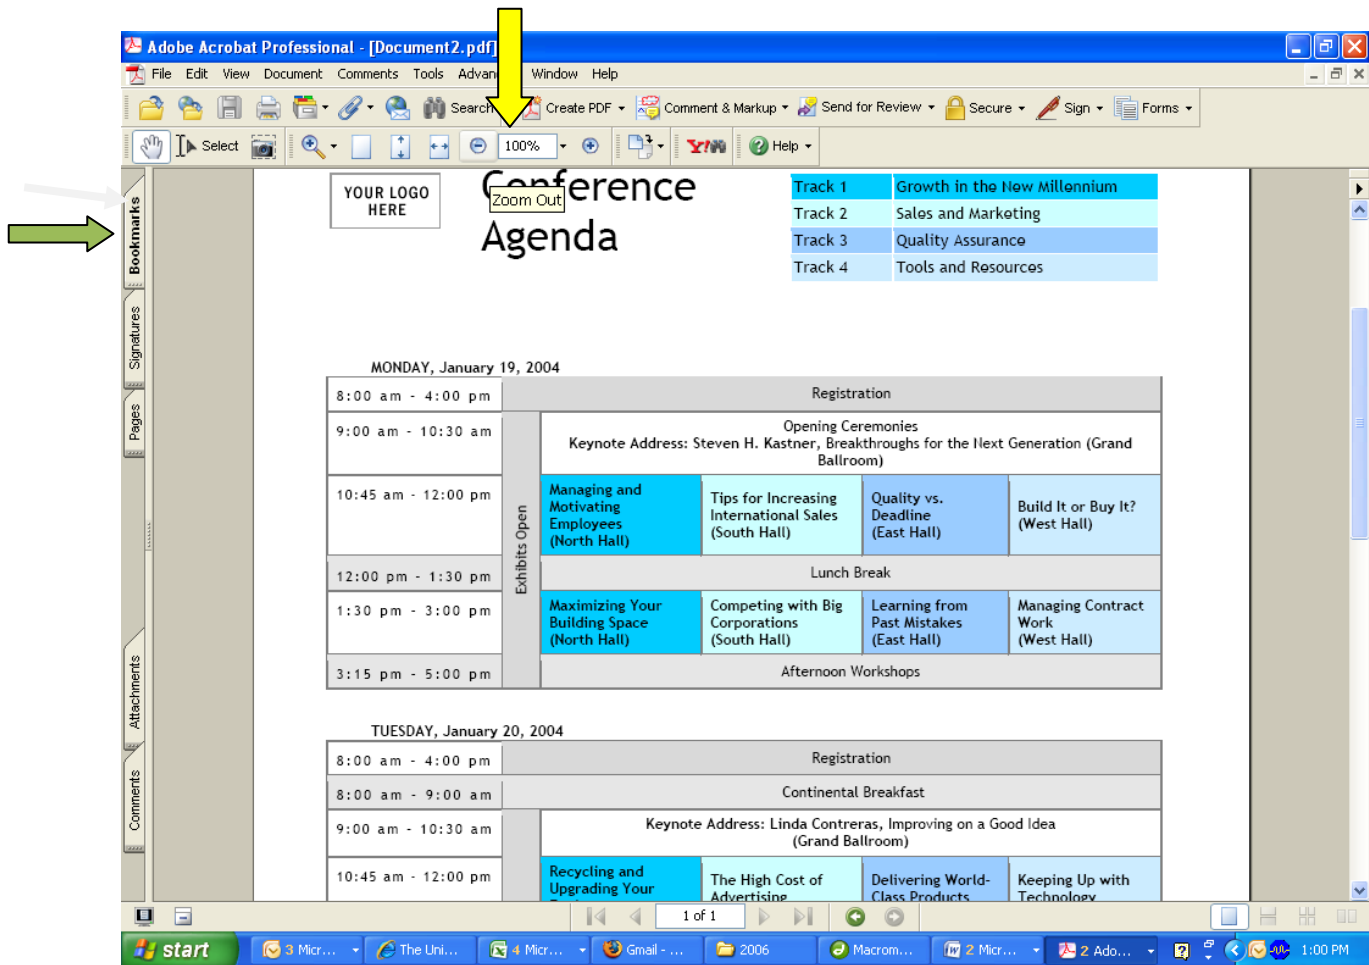 Adobe Acrobat Professional - [Document2.pdf]
File Edit View Document Comments Tools Window Help
Search Create PDF Comment & Markup Send for Review Secure Sign Forms
Select 100% Y! Help
Zoom Out
Bookmarks
Signatures
Pages
Attachments
Comments
YOUR LOGO
HERE
Conference
Agenda
Track 1 Growth in the New Millennium
Track 2 Sales and Marketing
Track 3 Quality Assurance
Track 4 Tools and Resources
MONDAY, January 19, 2004
8:00 am - 4:00 pm Registration
Exhibits Open
9:00 am - 10:30 am
Opening Ceremonies
Keynote Address: Steven H. Kastner, Breakthroughs for the Next Generation (Grand
Ballroom)
10:45 am - 12:00 pm
Managing and
Motivating
Employees
(North Hall)
Tips for Increasing
International Sales
(South Hall)
Quality vs.
Deadline
(East Hall)
Build It or Buy It?
(West Hall)
12:00 pm - 1:30 pm Lunch Break
1:30 pm - 3:00 pm
Maximizing Your
Building Space
(North Hall)
Competing with Big
Corporations
(South Hall)
Learning from
Past Mistakes
(East Hall)
Managing Contract
Work
(West Hall)
3:15 pm - 5:00 pm Afternoon Workshops
TUESDAY, January 20, 2004
8:00 am - 4:00 pm Registration
8:00 am - 9:00 am Continental Breakfast
9:00 am - 10:30 am
Keynote Address: Linda Contreras, Improving on a Good Idea
(Grand Ballroom)
10:45 am - 12:00 pm
Recycling and
Upgrading Your
The High Cost of
Advertising
Delivering World-
Class Products
Keeping Up with
Technology
1 of 1
start 3 Micr... The Uni... 4 Micr... Gmail - ... 2006 Macrom... 2 Micr... 2 Ado... 1:00 PM